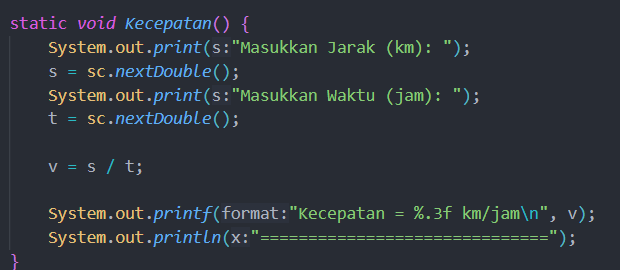 static void Kecepatan() {
System.out.print(s:"Masukkan Jarak (km): ");
s = sc.nextDouble();
System.out.print(s:"Masukkan Waktu (jam): ");
t = sc.nextDouble();
v = s / t;
System.out.printf(format:"Kecepatan = %.3f km/jam\n", v);
System.out.println(x:"==============================");
}